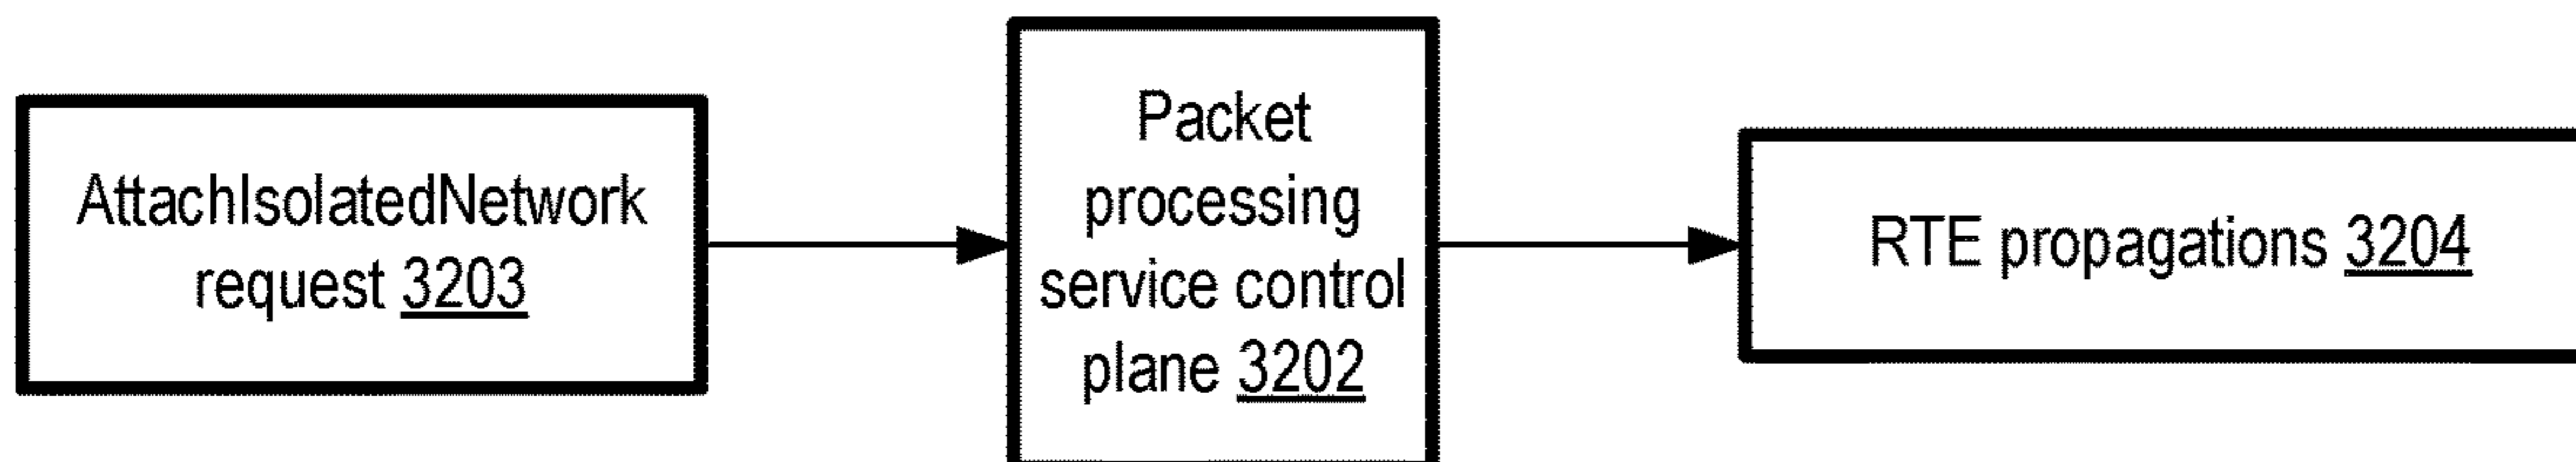 AttachIsolatedNetwork
request 3203
Packet
processing
service control
plane 3202
RTE propagations 3204